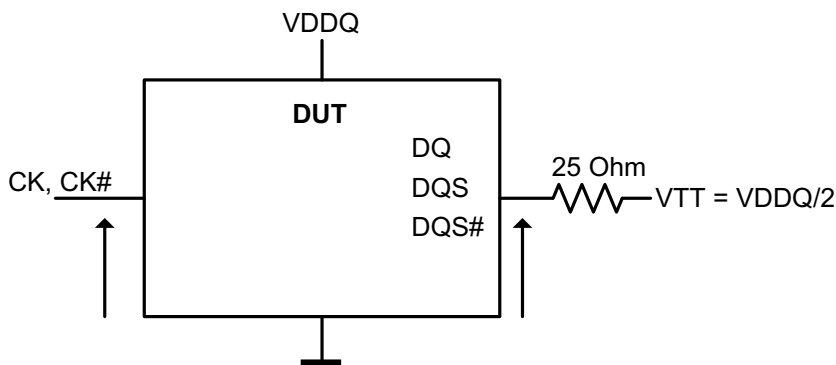 VDDQ
DUT
DQ
25 Ohm
CK, CK#
DQS
VTT = VDDQ/2
DQS#